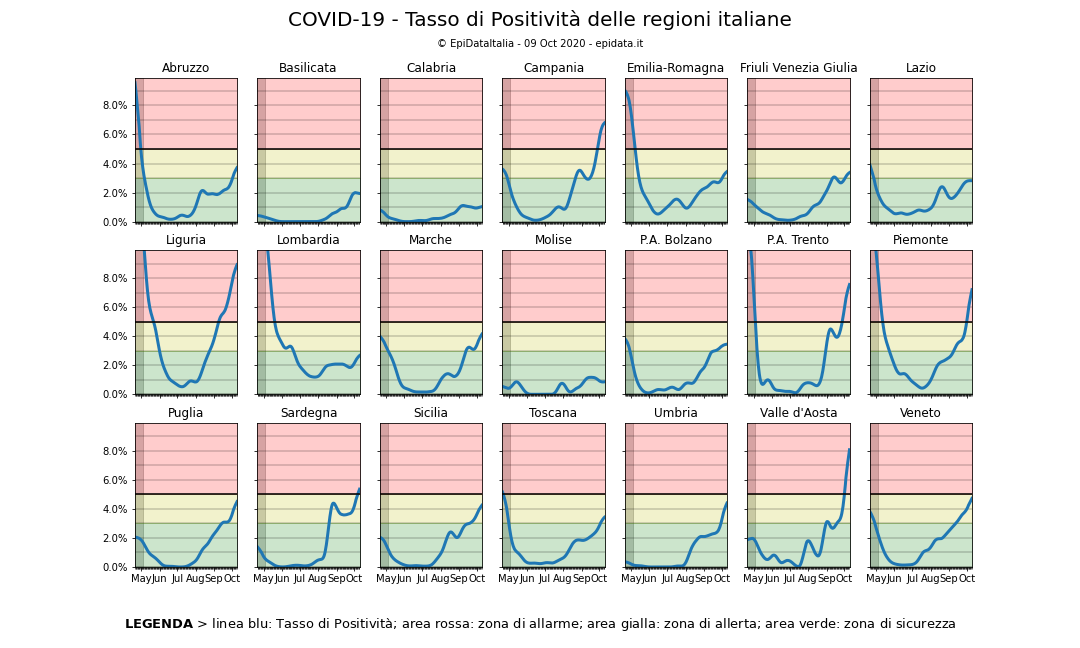 COVID-19 - Tasso di Positività delle regioni italiane
© EpiDataItalia - 09 Oct 2020 - epidata.it
Abruzzo Basilicata Calabria Campania Emilia-Romagna Friuli Venezia Giulia Lazio
8.0%
6.0%
4.0%
2.0%
0.0%
Liguria Lombardia Marche Molise P.A. Bolzano P.A. Trento Piemonte
8.0%
6.0%
4.0%
2.0%
0.0%
Puglia Sardegna Sicilia Toscana Umbria Valle d'Aosta Veneto
8.0%
6.0%
4.0%
2.0%
0.0%
May Jun Jul Aug Sep Oct May Jun Jul Aug Sep Oct May Jun Jul Aug Sep Oct May Jun Jul Aug Sep Oct May Jun Jul Aug Sep Oct May Jun Jul Aug Sep Oct May Jun Jul Aug Sep Oct
LEGENDA > linea blu: Tasso di Positività; area rossa: zona di allarme; area gialla: zona di allerta; area verde: zona di sicurezza